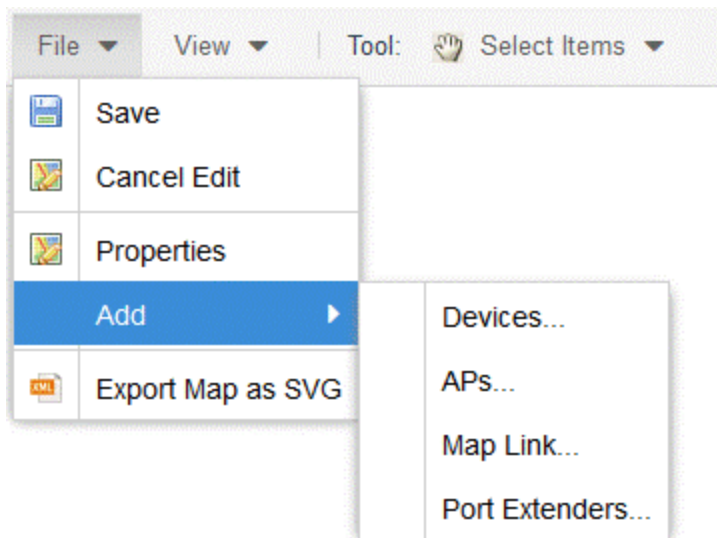 File View Tool: Select Items
Save
Cancel Edit
Properties
Add
Devices...
APs...
Map Link...
Port Extenders...
XML Export Map as SVG